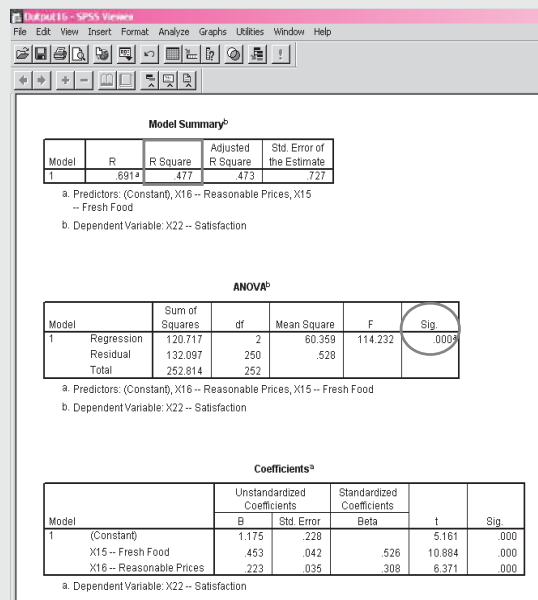 Output16 - SPSS Viewer
File Edit View Insert Format Analyze Graphs Utilities Window Help
Model Summaryb
Model R R Square Adjusted R Square Std. Error of the Estimate
1 .691a .477 .473 .727
a. Predictors: (Constant), X16 -- Reasonable Prices, X15
-- Fresh Food
b. Dependent Variable: X22 -- Satisfaction
ANOVAb
Model Sum of Squares df Mean Square F Sig.
1 Regression 120.717 2 60.359 114.232 .000a
Residual 132.097 250 .528
Total 252.814 252
a. Predictors: (Constant), X16 -- Reasonable Prices, X15 -- Fresh Food
b. Dependent Variable: X22 -- Satisfaction
Coefficientsa
Unstandardized Coefficients Standardized Coefficients
Model B Std. Error Beta t Sig.
1 (Constant) 1.175 .228 5.161 .000
X15 -- Fresh Food .453 .042 .526 10.884 .000
X16 -- Reasonable Prices .223 .035 .308 6.371 .000
a. Dependent Variable: X22 -- Satisfaction